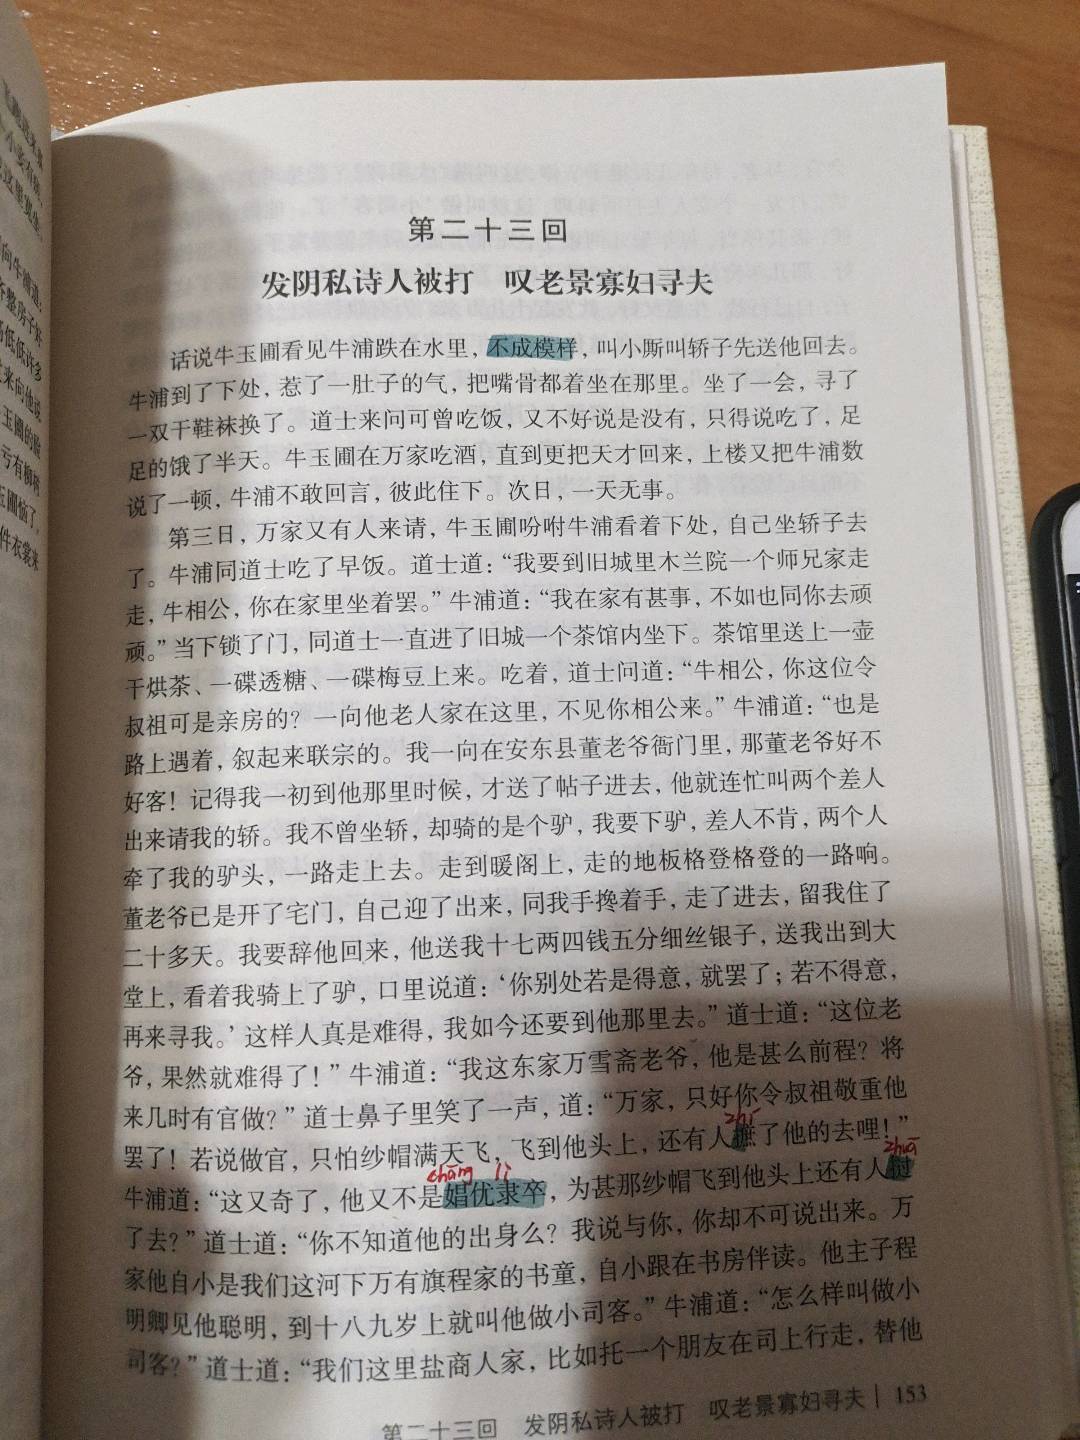 向牛浦道：
第二十三回
发阴私诗人被打　叹老景寡妇寻夫
话说牛玉圃看见牛浦跌在水里，不成模样，叫小厮叫轿子先送他回去。
牛浦到了下处，惹了一肚子的气，把嘴骨都着坐在那里。坐了一会，寻了
一双干鞋袜换了。道士来问可曾吃饭，又不好说是没有，只得说吃了，足
足的饿了半天。牛玉圃在万家吃酒，直到更把天才回来，上楼又把牛浦数
说了一顿，牛浦不敢回言，彼此住下。次日，一天无事。
第三日，万家又有人来请，牛玉圃吩咐牛浦看着下处，自己坐轿子去
了。牛浦同道士吃了早饭。道士道：“我要到旧城里木兰院一个师兄家走
走，牛相公，你在家里坐着罢。”牛浦道：“我在家有甚事，不如也同你去顽
顽。”当下锁了门，同道士一直进了旧城一个茶馆内坐下。茶馆里送上一壶
干烘茶、一碟透糖、一碟梅豆上来。吃着，道士问道：“牛相公，你这位令
叔祖可是亲房的？一向他老人家在这里，不见你相公来。”牛浦道：“也是
路上遇着，叙起来联宗的。我一向在安东县董老爷衙门里，那董老爷好不
好客！记得我一初到他那里时候，才送了帖子进去，他就连忙叫两个差人
出来请我的轿。我不曾坐轿，却骑的是个驴，我要下驴，差人不肯，两个人
牵了我的驴头，一路走上去。走到暖阁上，走的地板格登格登的一路响。
董老爷已是开了宅门，自己迎了出来，同我手搀着手，走了进去，留我住了
二十多天。我要辞他回来，他送我十七两四钱五分细丝银子，送我出到大
堂上，看着我骑上了驴，口里说道：‘你别处若是得意，就罢了；若不得意，
再来寻我。’这样人真是难得，我如今还要到他那里去。”道士道：“这位老
爷，果然就难得了！”牛浦道：“我这东家万雪斋老爷，他是甚么前程？将
来几时有官做？”道士鼻子里笑了一声，道：“万家，只好你令叔祖敬重他
zhī
罢了！若说做官，只怕纱帽满天飞，飞到他头上，还有人摭了他的去哩！”
chāng lì zhuā
牛浦道：“这又奇了，他又不是娼优隶卒，为甚那纱帽飞到他头上还有人挝
了去？”道士道：“你不知道他的出身么？我说与你，你却不可说出来。万
家他自小是我们这河下万有旗程家的书童，自小跟在书房伴读。他主子程
明卿见他聪明，到十八九岁上就叫他做小司客。”牛浦道：“怎么样叫做小
司客？”道士道：“我们这里盐商人家，比如托一个朋友在司上行走，替他
第二十三回　发阴私诗人被打　叹老景寡妇寻夫 | 153